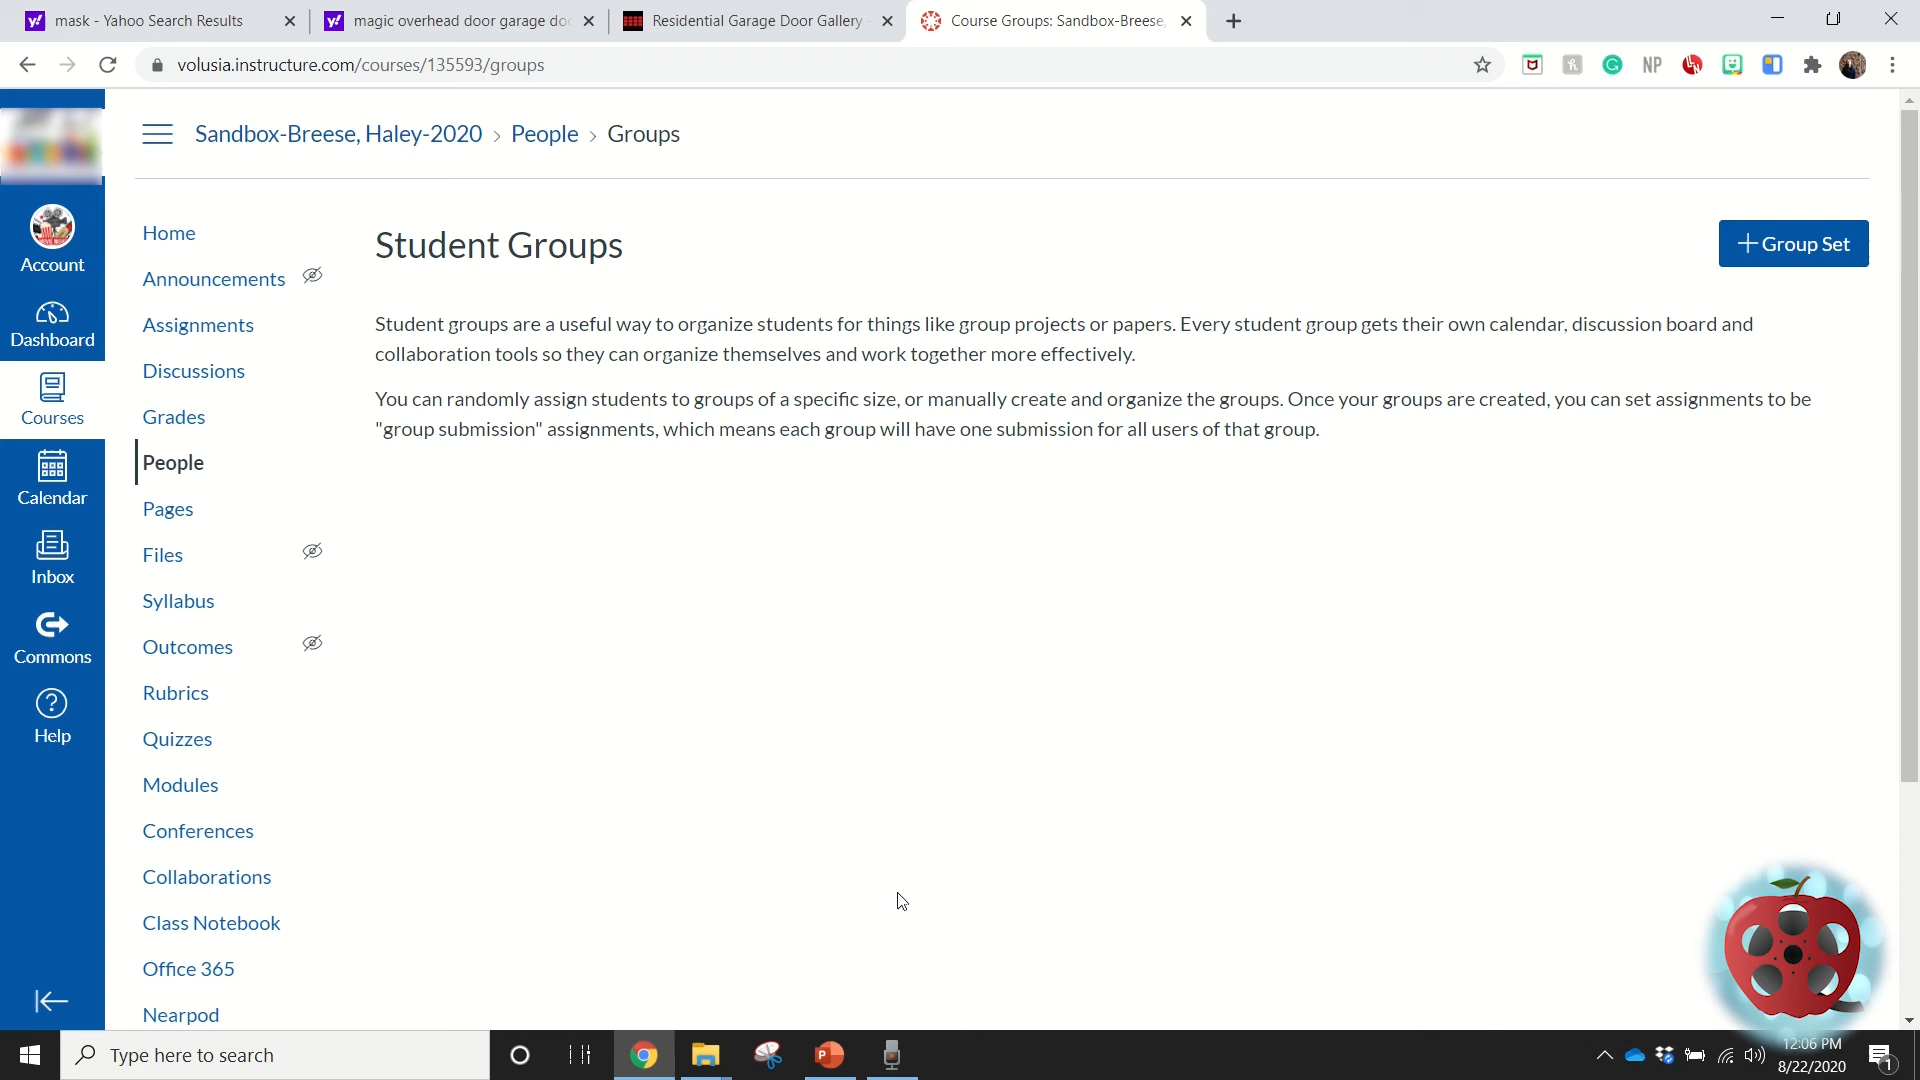 mask - Yahoo Search Results
magic overhead door garage do
Residential Garage Door Gallery
Course Groups: Sandbox-Breese,
volusia.instructure.com/courses/135593/groups
NP
Sandbox-Breese, Haley-2020 > People > Groups
Account
Dashboard
Courses
Calendar
Inbox
Commons
Help
Home
Announcements
Assignments
Discussions
Grades
People
Pages
Files
Syllabus
Outcomes
Rubrics
Quizzes
Modules
Conferences
Collaborations
Class Notebook
Office 365
Nearpod
Student Groups
+ Group Set
Student groups are a useful way to organize students for things like group projects or papers. Every student group gets their own calendar, discussion board and
collaboration tools so they can organize themselves and work together more effectively.
You can randomly assign students to groups of a specific size, or manually create and organize the groups. Once your groups are created, you can set assignments to be
"group submission" assignments, which means each group will have one submission for all users of that group.
Type here to search
12:06 PM
8/22/2020
1